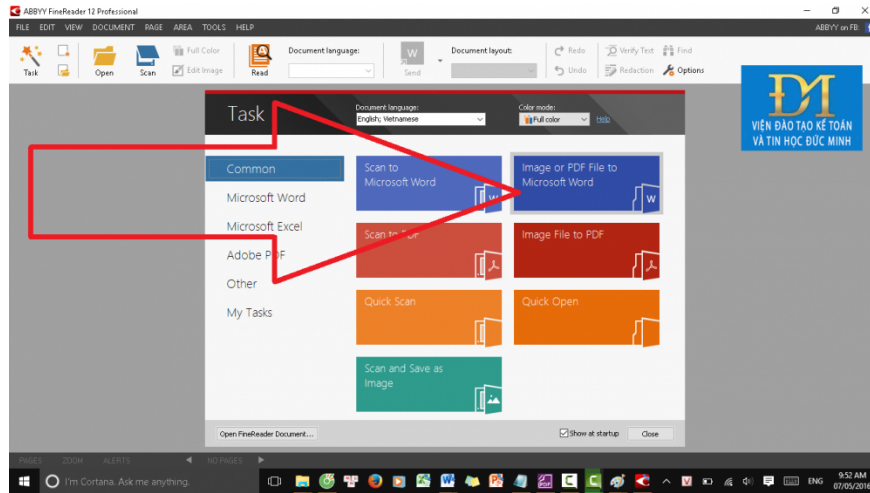 ABBYY FineReader 12 Professional
FILE EDIT VIEW DOCUMENT PAGE AREA TOOLS HELP
ABBYY on FB:
Task
Open
Scan
Full Color
Edit Image
Read
Document language:
Send
Document layout:
Redo
Undo
Verify Text
Redaction
Find
Options
ĐM
VIỆN ĐÀO TẠO KẾ TOÁN
VÀ TIN HỌC ĐỨC MINH
Task
Document language:
English; Vietnamese
Color mode:
Full color
Help
Common
Microsoft Word
Microsoft Excel
Adobe PDF
Other
My Tasks
Scan to
Microsoft Word
Image or PDF File to
Microsoft Word
Scan to PDF
Image File to PDF
Quick Scan
Quick Open
Scan and Save as
Image
Open FineReader Document...
Show at startup
Close
PAGES ZOOM ALERTS
NO PAGES
I'm Cortana. Ask me anything.
ENG
9:52 AM
07/05/2016